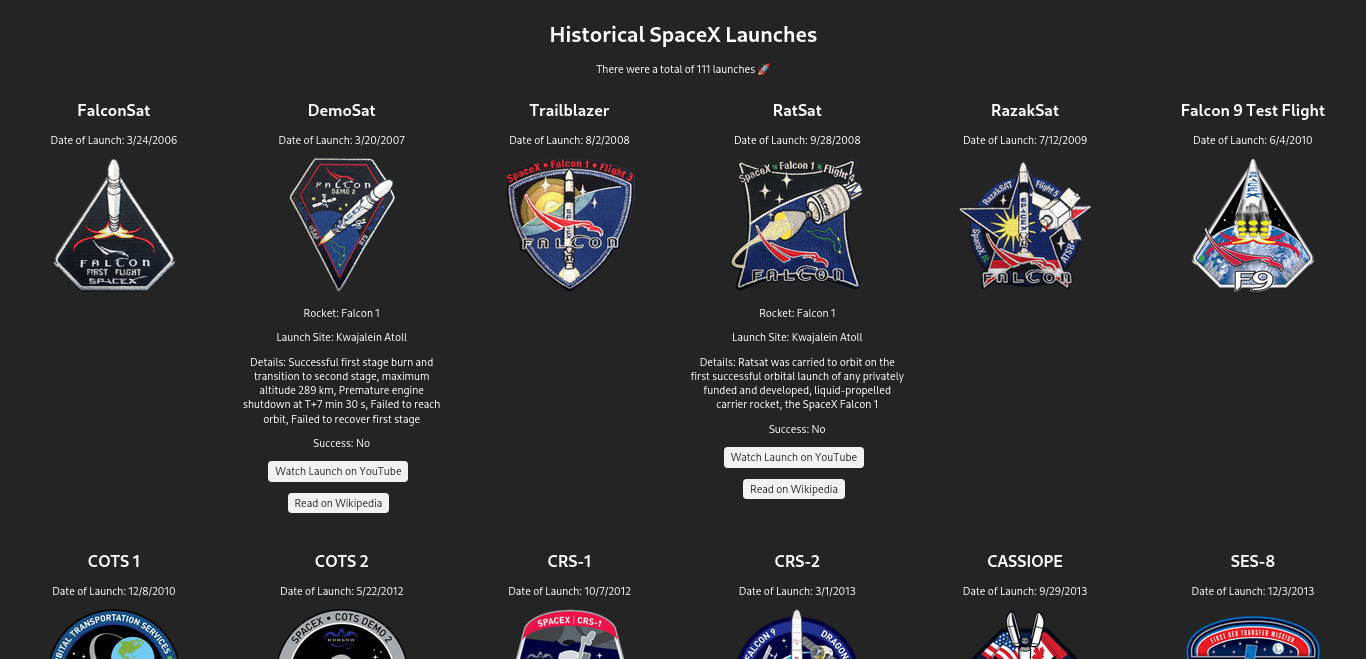 Historical SpaceX Launches
There were a total of 111 launches 🚀
FalconSat
Date of Launch: 3/24/2006
FALCON
FIRST FLIGHT
SPACEX
DemoSat
Date of Launch: 3/20/2007
FALCON
DEMO 2
Rocket: Falcon 1
Launch Site: Kwajalein Atoll
Details: Successful first stage burn and
transition to second stage, maximum
altitude 289 km, Premature engine
shutdown at T+7 min 30 s, Failed to reach
orbit, Failed to recover first stage
Success: No
Watch Launch on YouTube
Read on Wikipedia
Trailblazer
Date of Launch: 8/2/2008
SpaceX • Falcon 1 • Flight 3
FALCON
RatSat
Date of Launch: 9/28/2008
SpaceX Falcon 1 Flight 4
FALCON
Rocket: Falcon 1
Launch Site: Kwajalein Atoll
Details: Ratsat was carried to orbit on the
first successful orbital launch of any privately
funded and developed, liquid-propelled
carrier rocket, the SpaceX Falcon 1
Success: No
Watch Launch on YouTube
Read on Wikipedia
RazakSat
Date of Launch: 7/12/2009
RazakSAT
Flight 5
SpaceX
ATSB
FALCON
Falcon 9 Test Flight
Date of Launch: 6/4/2010
F9
COTS 1
Date of Launch: 12/8/2010
ORBITAL TRANSPORTATION SERVICES
COTS 2
Date of Launch: 5/22/2012
SPACEX • COTS DEMO 2
DRAGON
CRS-1
Date of Launch: 10/7/2012
SPACEX | CRS-1
CRS-2
Date of Launch: 3/1/2013
FALCON 9
DRAGON
CASSIOPE
Date of Launch: 9/29/2013
SES-8
Date of Launch: 12/3/2013
FIRST GEO TRANSFER MISSION